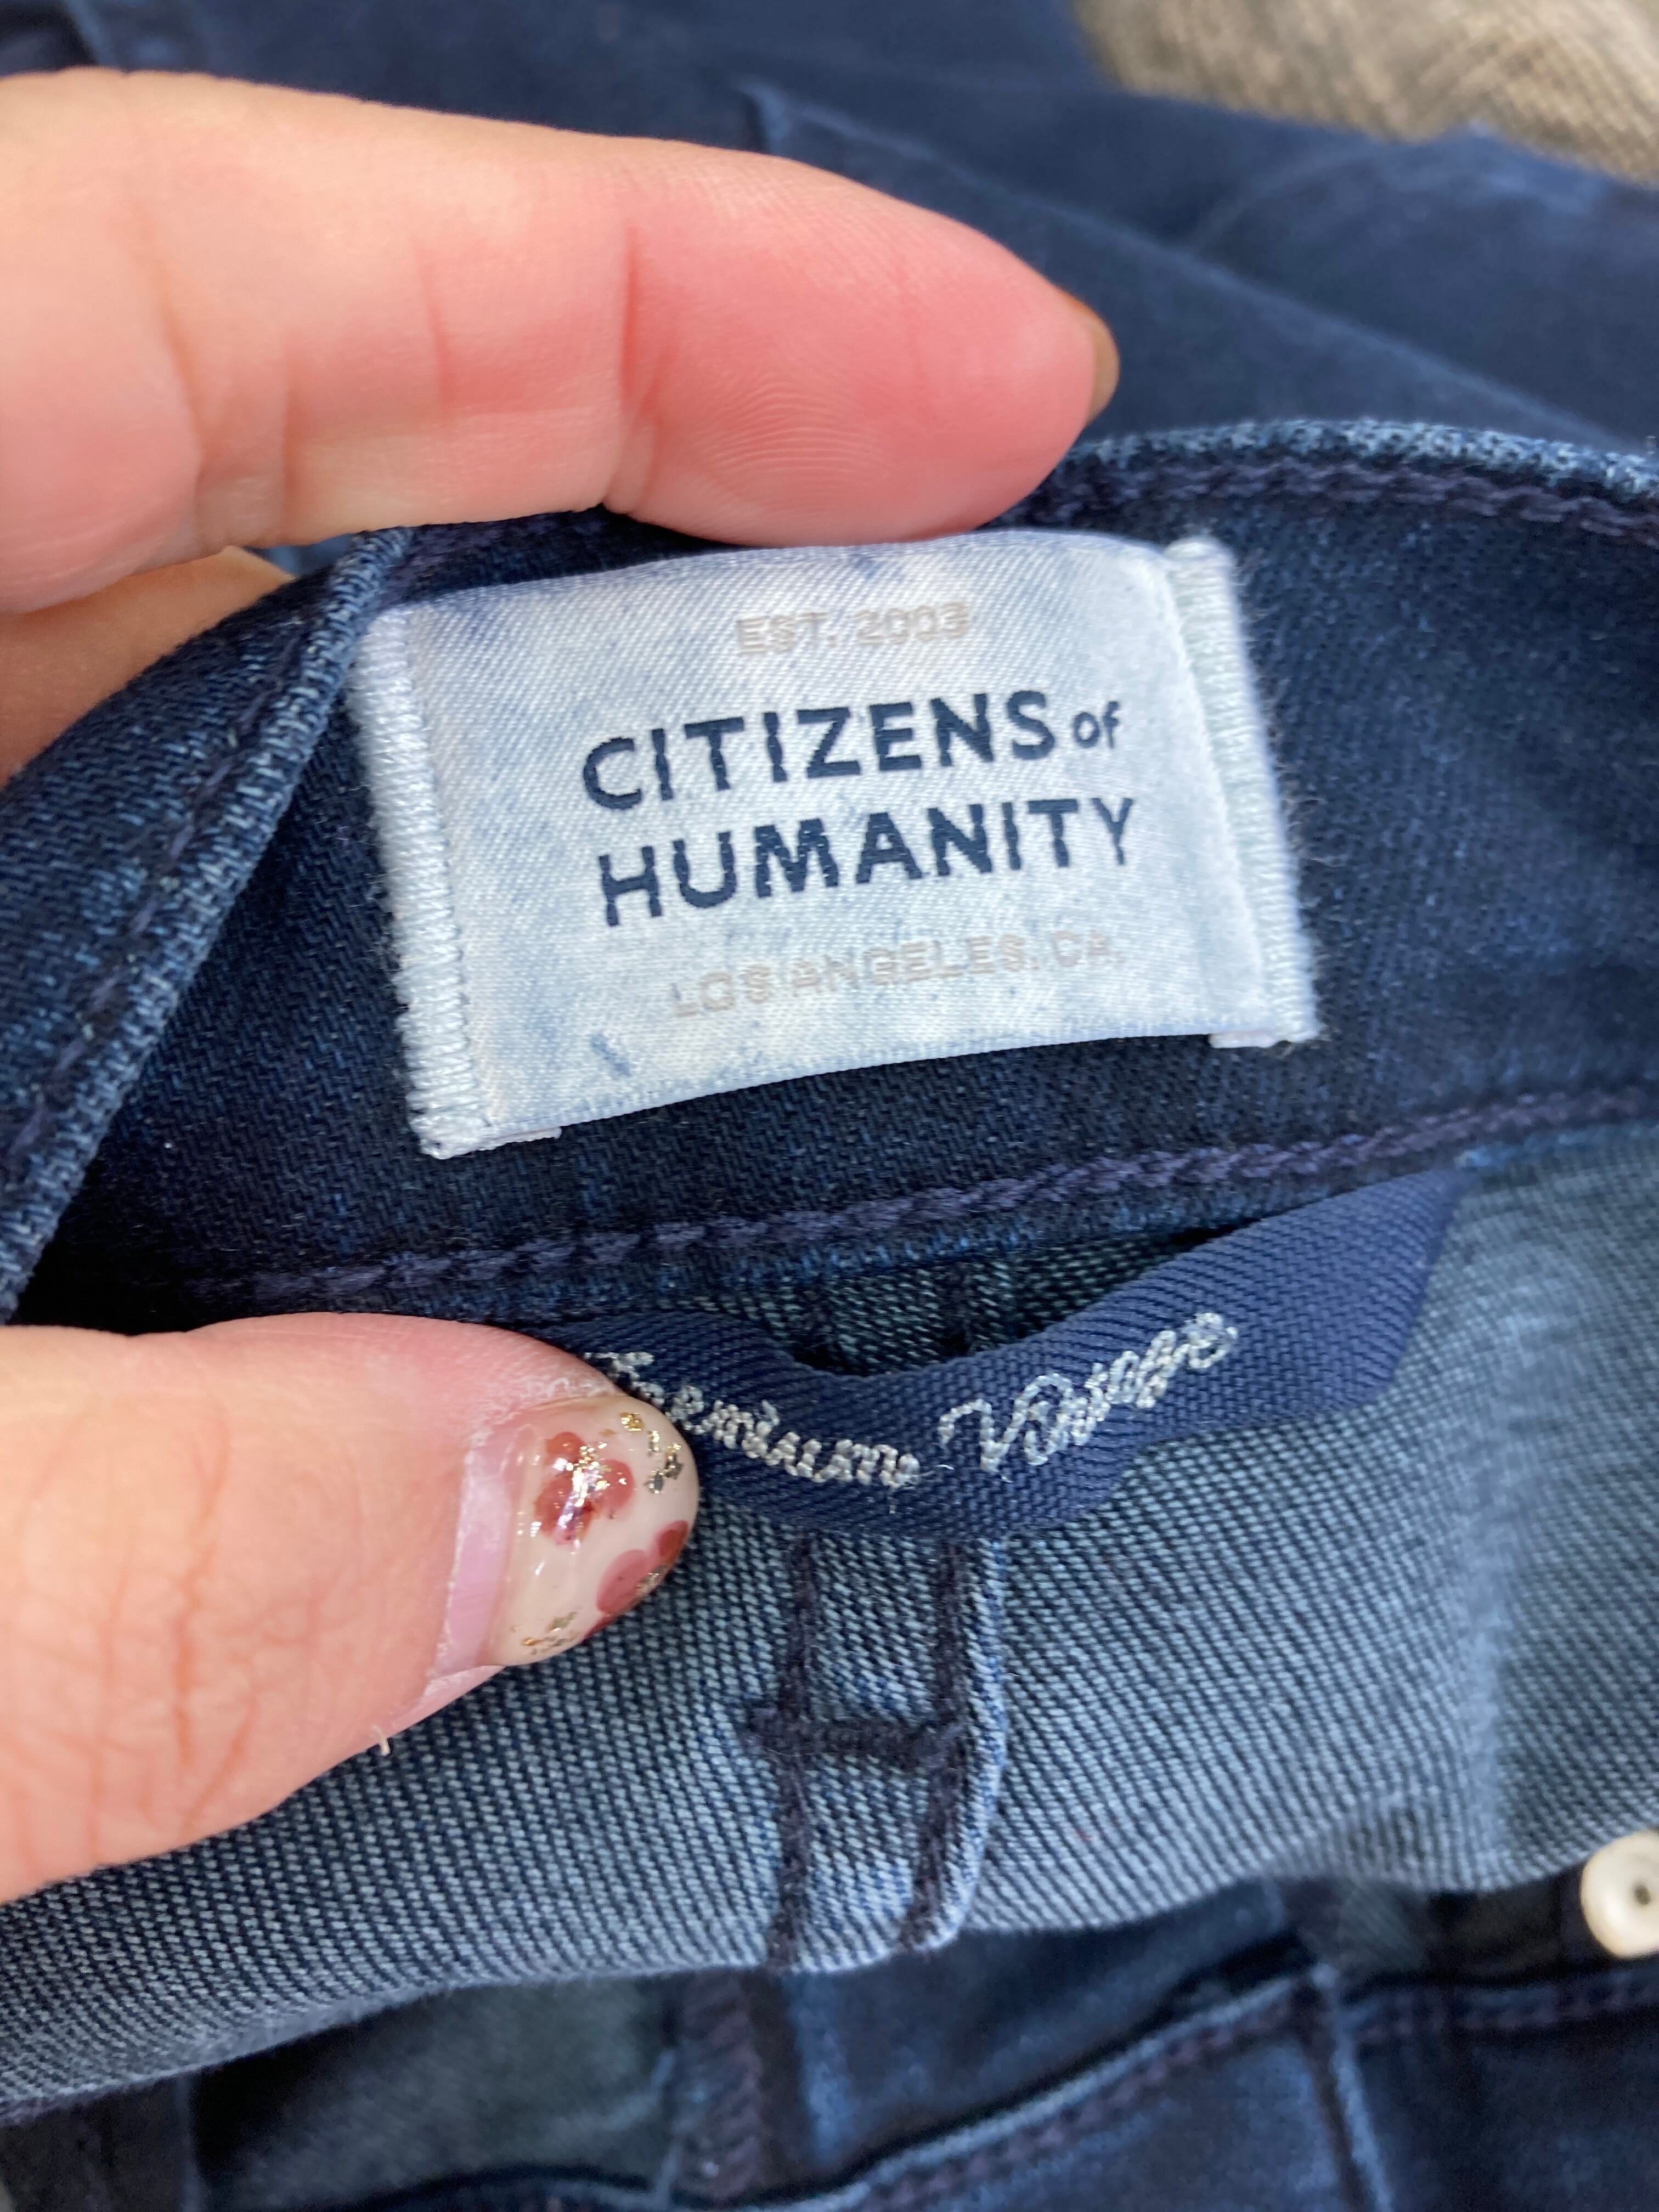 EST. 2003
CITIZENS of
HUMANITY
LOS ANGELES, CA.
Premium Vintage